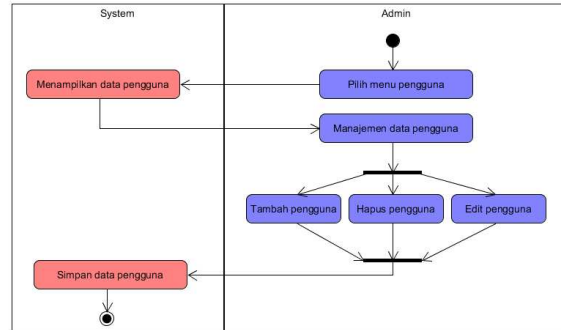 System
Admin
Menampilkan data pengguna
Pilih menu pengguna
Manajemen data pengguna
Tambah pengguna
Hapus pengguna
Edit pengguna
Simpan data pengguna